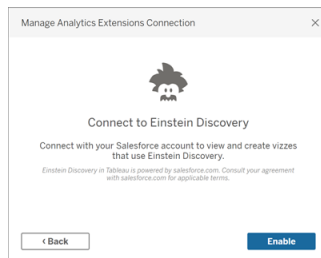 Manage Analytics Extensions Connection
Connect to Einstein Discovery
Connect with your Salesforce account to view and create vizzes
that use Einstein Discovery.
Einstein Discovery in Tableau is powered by salesforce.com. Consult your agreement
with salesforce.com for applicable terms.
‹ Back
Enable